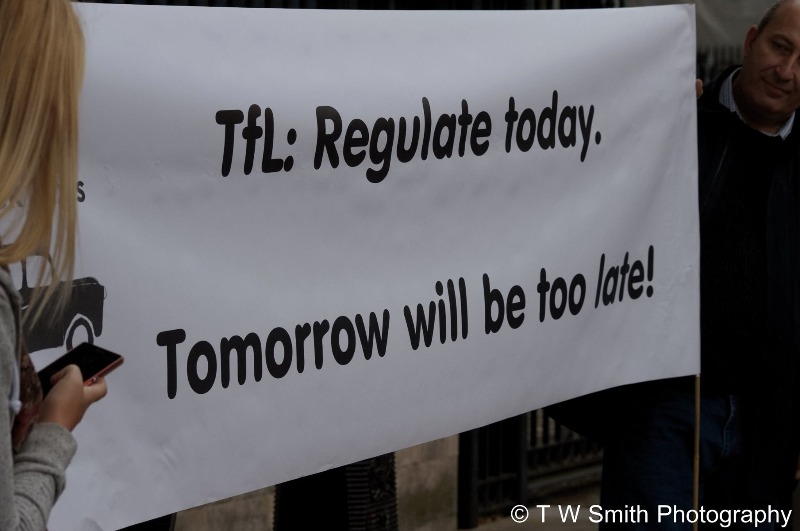 TfL: Regulate today.
s
Tomorrow will be too late!
© T W Smith Photography